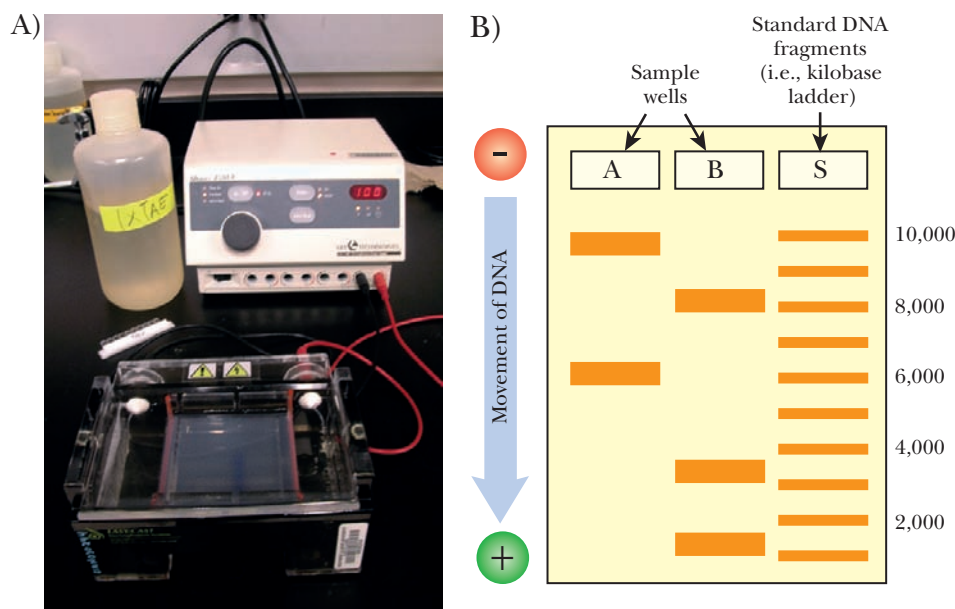 A)
1 x TAE
100
B)
Standard DNA
fragments
(i.e., kilobase
ladder)
Sample
wells
-
A
B
S
Movement of DNA
10,000
8,000
6,000
4,000
2,000
+